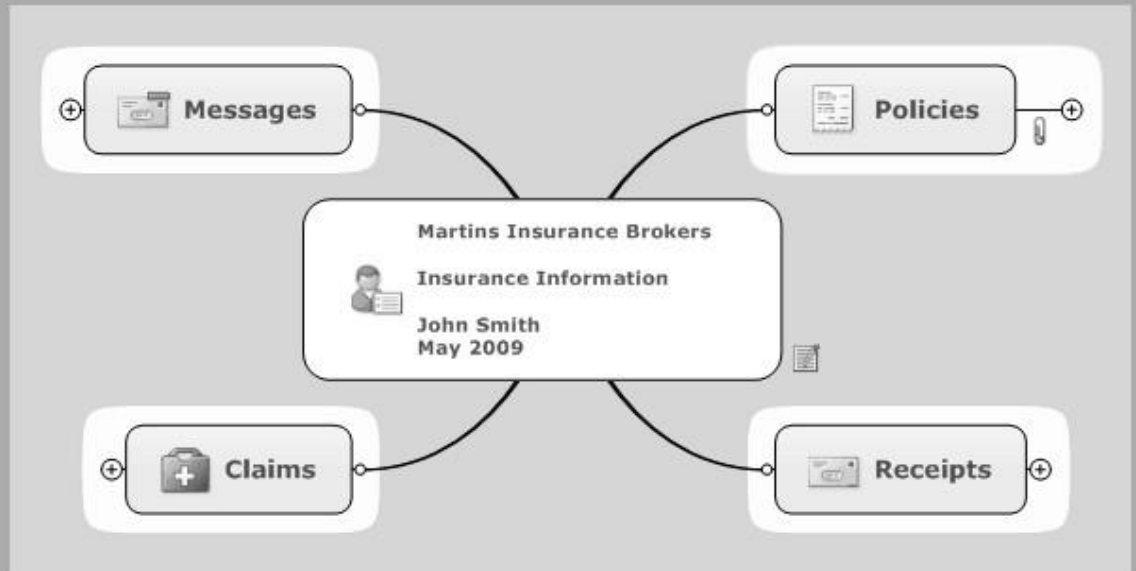 Messages
Policies
Martins Insurance Brokers
Insurance Information
John Smith
May 2009
Claims
Receipts